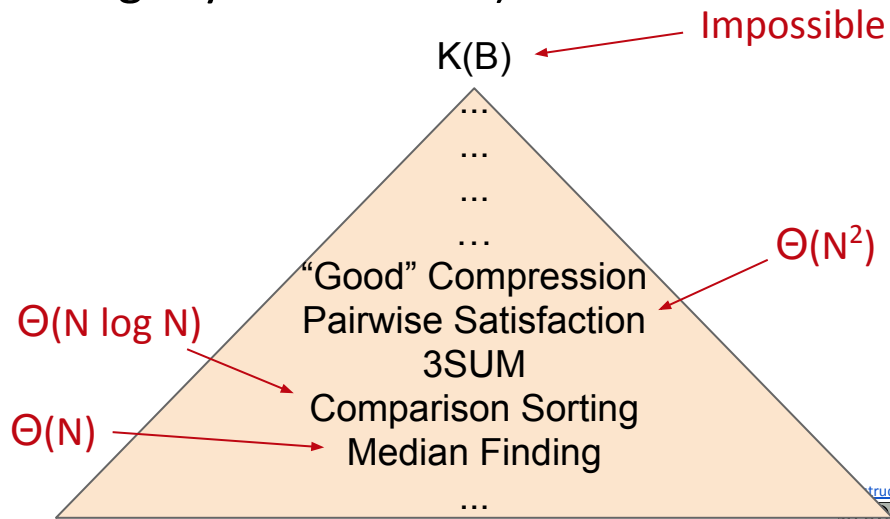 Impossible
K(B)
...
...
...
...
Θ(N²)
“Good” Compression
Pairwise Satisfaction
Θ(N log N)
3SUM
Comparison Sorting
Θ(N)
Median Finding
...